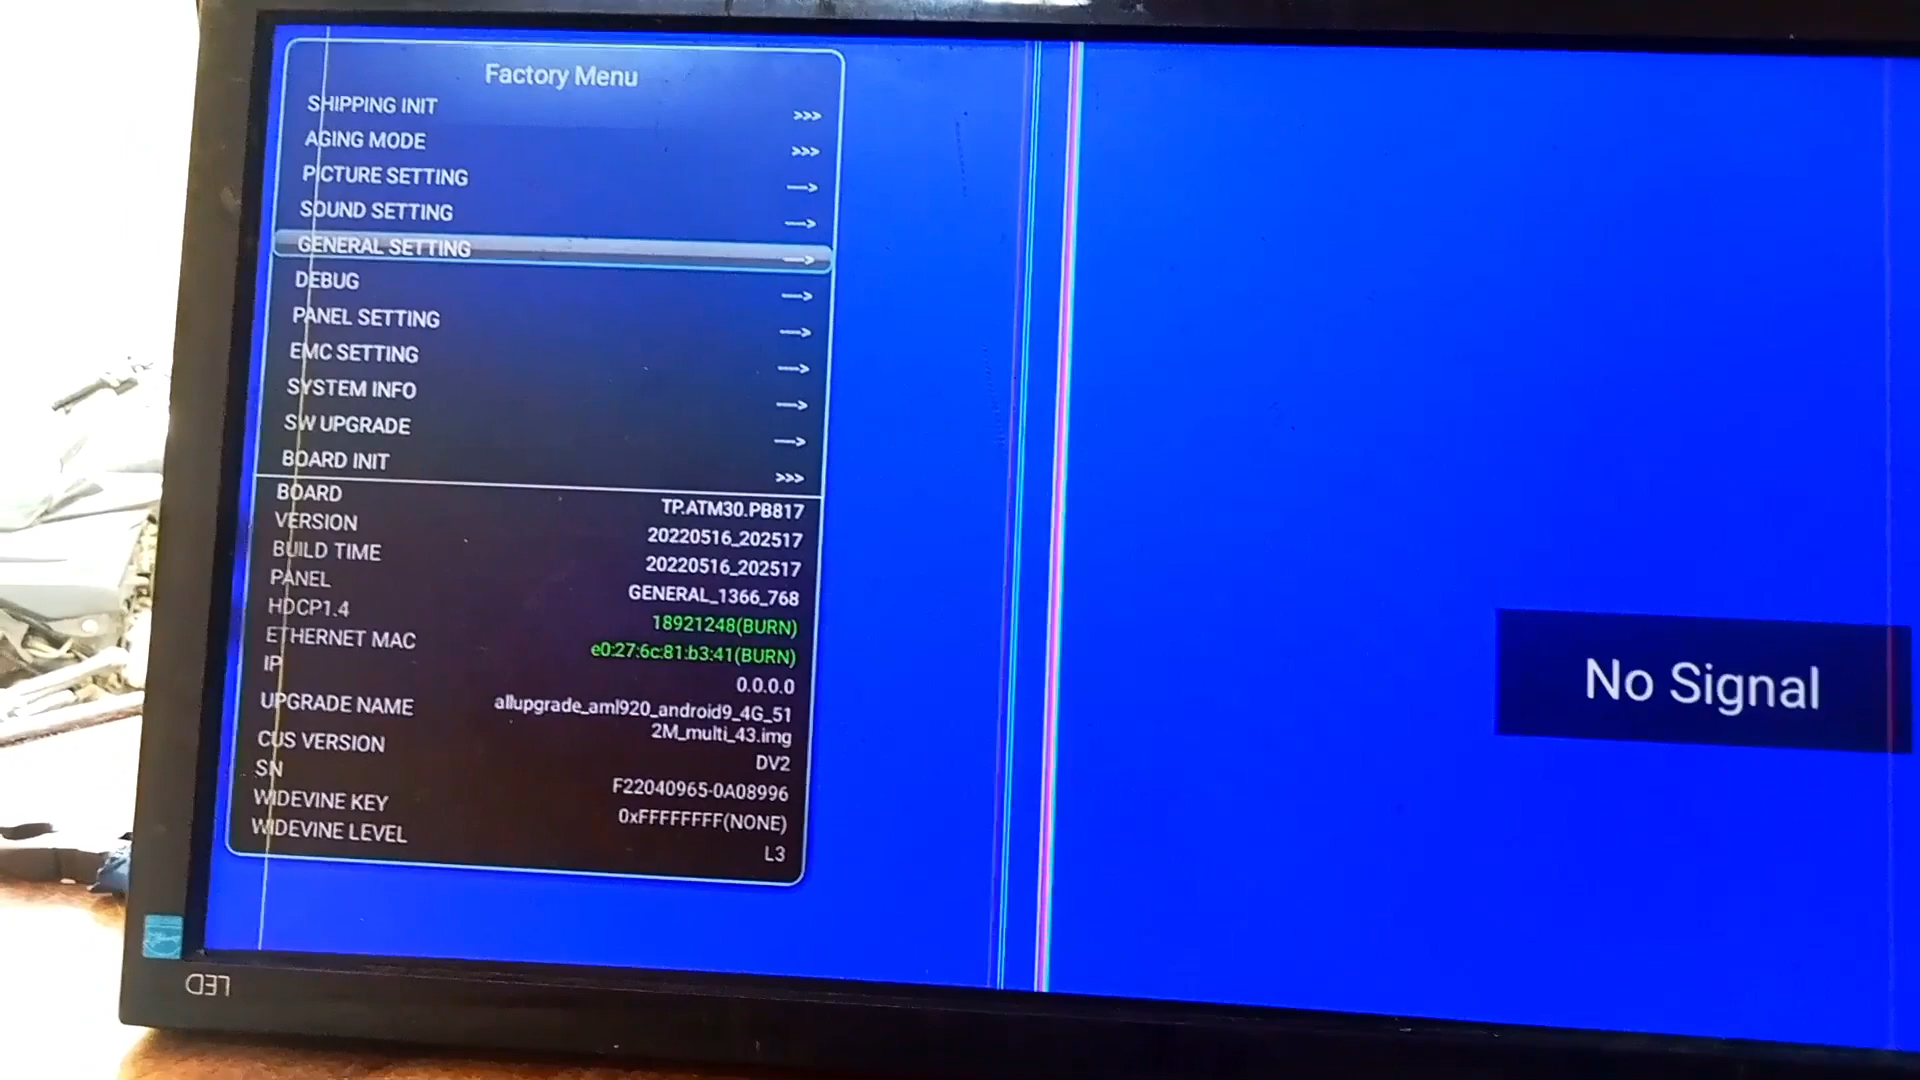 Factory Menu
SHIPPING INIT >>>
AGING MODE >>>
PICTURE SETTING —>
SOUND SETTING —>
GENERAL SETTING —>
DEBUG —>
PANEL SETTING —>
EMC SETTING —>
SYSTEM INFO —>
SW UPGRADE —>
BOARD INIT >>>
BOARD TP.ATM30.PB817
VERSION 20220516_202517
BUILD TIME 20220516_202517
PANEL GENERAL_1366_768
HDCP1.4 18921248(BURN)
ETHERNET MAC e0:27:6c:81:b3:41(BURN)
IP 0.0.0.0
UPGRADE NAME allupgrade_aml920_android9_4G_51
2M_multi_43.img
CUS VERSION DV2
SN F22040965-0A08996
WIDEVINE KEY 0xFFFFFFFF(NONE)
WIDEVINE LEVEL L3
No Signal
LED